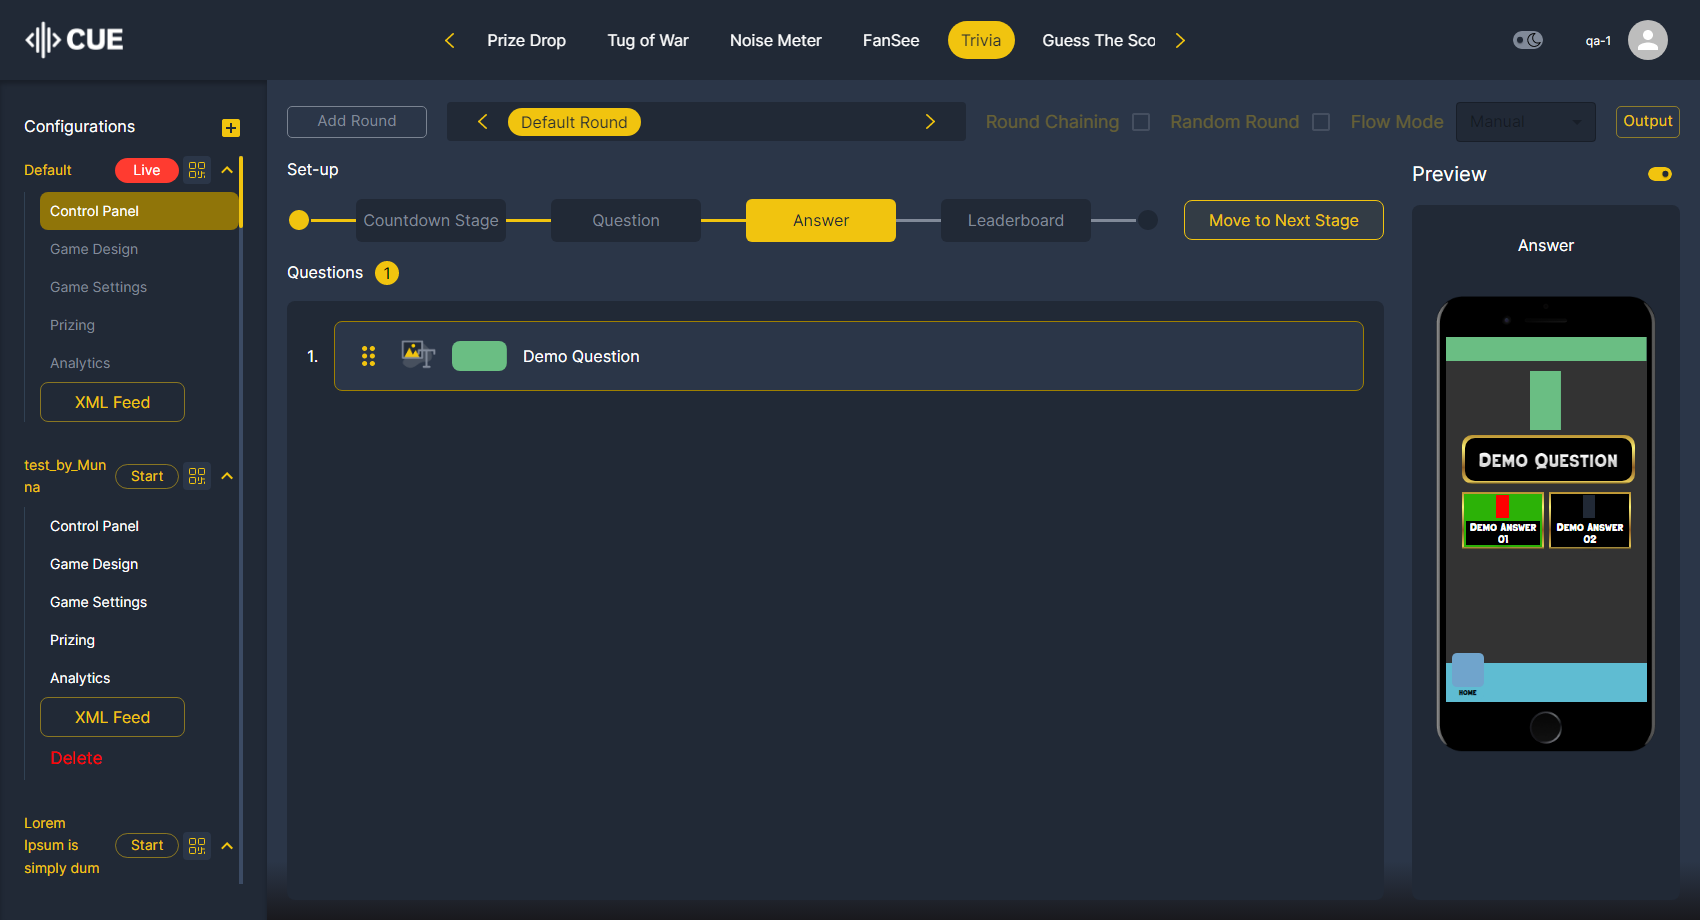 CUE
Prize Drop
Tug of War
Noise Meter
FanSee
Trivia
Guess The Sco
qa-1
Configurations
Default
Live
Control Panel
Game Design
Game Settings
Prizing
Analytics
XML Feed
test_by_Mun
na
Start
Control Panel
Game Design
Game Settings
Prizing
Analytics
XML Feed
Delete
Lorem
Ipsum is
simply dum
Start
Add Round
Default Round
Round Chaining
Random Round
Flow Mode
Manual
Output
Set-up
Countdown Stage
Question
Answer
Leaderboard
Move to Next Stage
Questions 1
1.
Demo Question
Preview
Answer
Demo Question
Demo Answer
01
Demo Answer
02
HOME